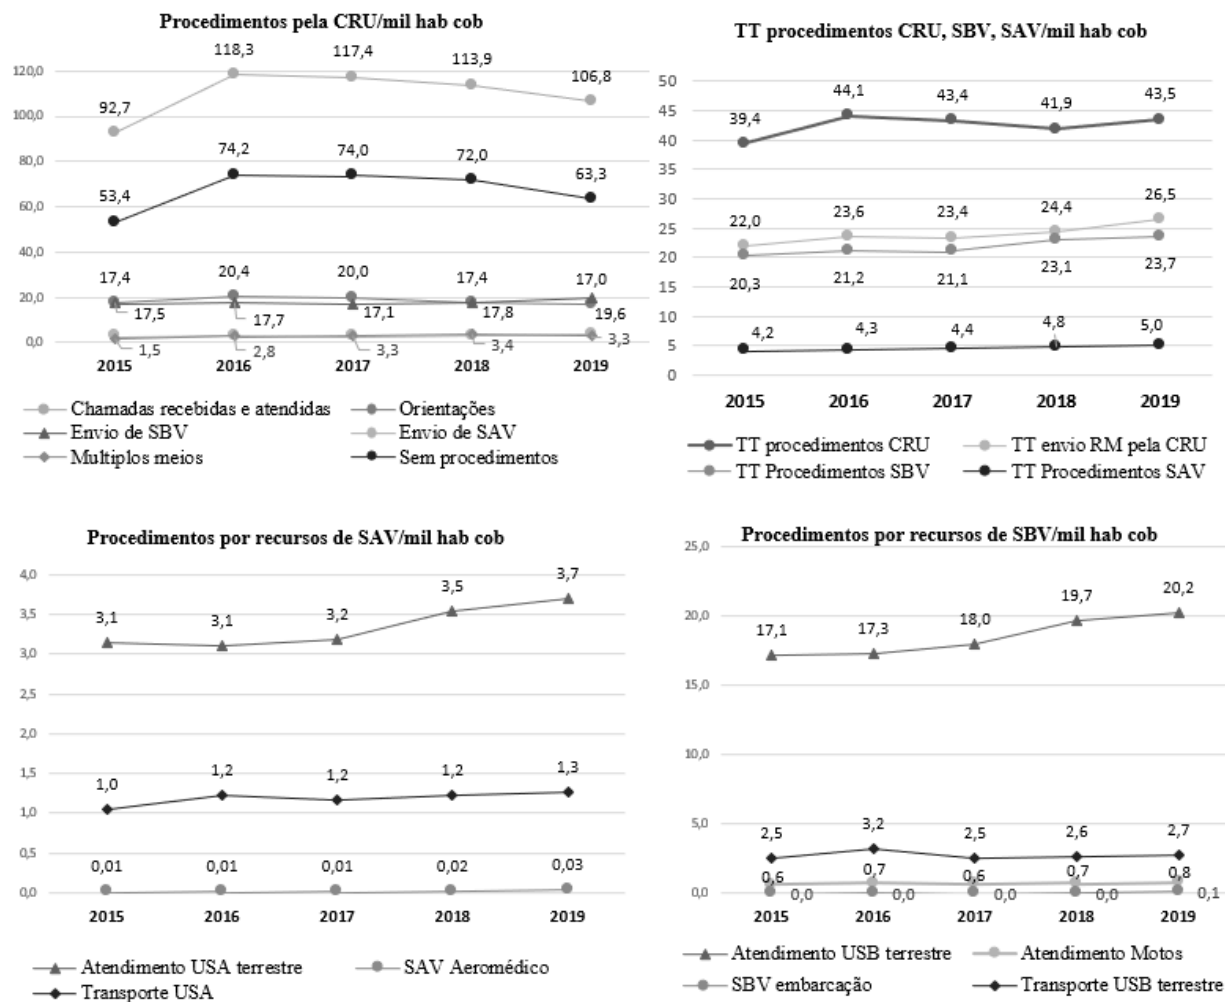 Procedimentos pela CRU/mil hab cob
118,3 117,4 113,9 106,8
120,0
92,7
100,0
80,0
74,2 74,0 72,0
63,3
53,4
60,0
40,0
17,4 20,4 20,0 17,4 17,0
20,0
17,5 17,7 17,1 17,8 19,6
0,0
1,5 2,8 3,3 3,4 3,3
2015 2016 2017 2018 2019
Chamadas recebidas e atendidas Orientações
Envio de SBV Envio de SAV
Multiplos meios Sem procedimentos
TT procedimentos CRU, SBV, SAV/mil hab cob
50
44,1 43,4 41,9 43,5
45
39,4
40
35
30
26,5
22,0 23,6 23,4 24,4
25
20
20,3 21,2 21,1 23,1 23,7
15
10
4,2 4,3 4,4 4,8 5,0
5
0
2015 2016 2017 2018 2019
TT procedimentos CRU TT envio RM pela CRU
TT Procedimentos SBV TT Procedimentos SAV
Procedimentos por recursos de SAV/mil hab cob
4,0
3,7
3,5
3,1 3,1 3,2
3,5
3,0
2,5
2,0
1,5
1,0 1,2 1,2 1,2 1,3
1,0
0,5
0,01 0,01 0,01 0,02 0,03
0,0
2015 2016 2017 2018 2019
Atendimento USA terrestre SAV Aeromédico
Transporte USA
Procedimentos por recursos de SBV/mil hab cob
25,0
17,1 17,3 18,0 19,7 20,2
20,0
15,0
10,0
5,0
2,5 3,2 2,5 2,6 2,7
0,6 0,7 0,6 0,7 0,8
0,0
0,0 0,0 0,0 0,0 0,1
2015 2016 2017 2018 2019
Atendimento USB terrestre Atendimento Motos
SBV embarcação Transporte USB terrestre